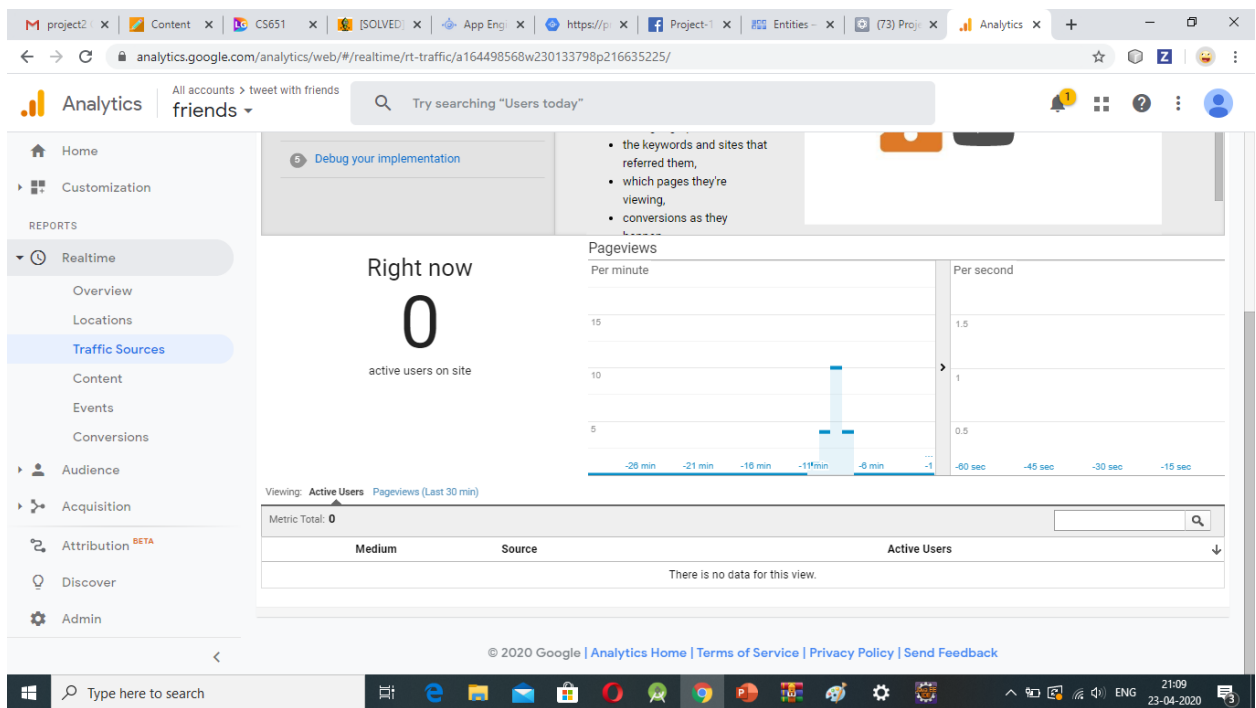 project2
Content
CS651
[SOLVED]
App Engi
https://p
Project-1
Entities –
(73) Proje
Analytics
analytics.google.com/analytics/web/#/realtime/rt-traffic/a164498568w230133798p216635225/
Analytics
All accounts > tweet with friends
friends
Try searching "Users today"
1
Home
Customization
REPORTS
Realtime
Overview
Locations
Traffic Sources
Content
Events
Conversions
Audience
Acquisition
Attribution BETA
Discover
Admin
5 Debug your implementation
• the keywords and sites that
referred them,
• which pages they're
viewing,
• conversions as they
Right now
0
active users on site
Pageviews
Per minute
15
10
5
-26 min -21 min -16 min -11 min -6 min -1
Per second
1.5
1
0.5
-60 sec -45 sec -30 sec -15 sec
Viewing: Active Users Pageviews (Last 30 min)
Metric Total: 0
Medium Source Active Users
There is no data for this view.
© 2020 Google | Analytics Home | Terms of Service | Privacy Policy | Send Feedback
Type here to search
ENG
21:09
23-04-2020
3